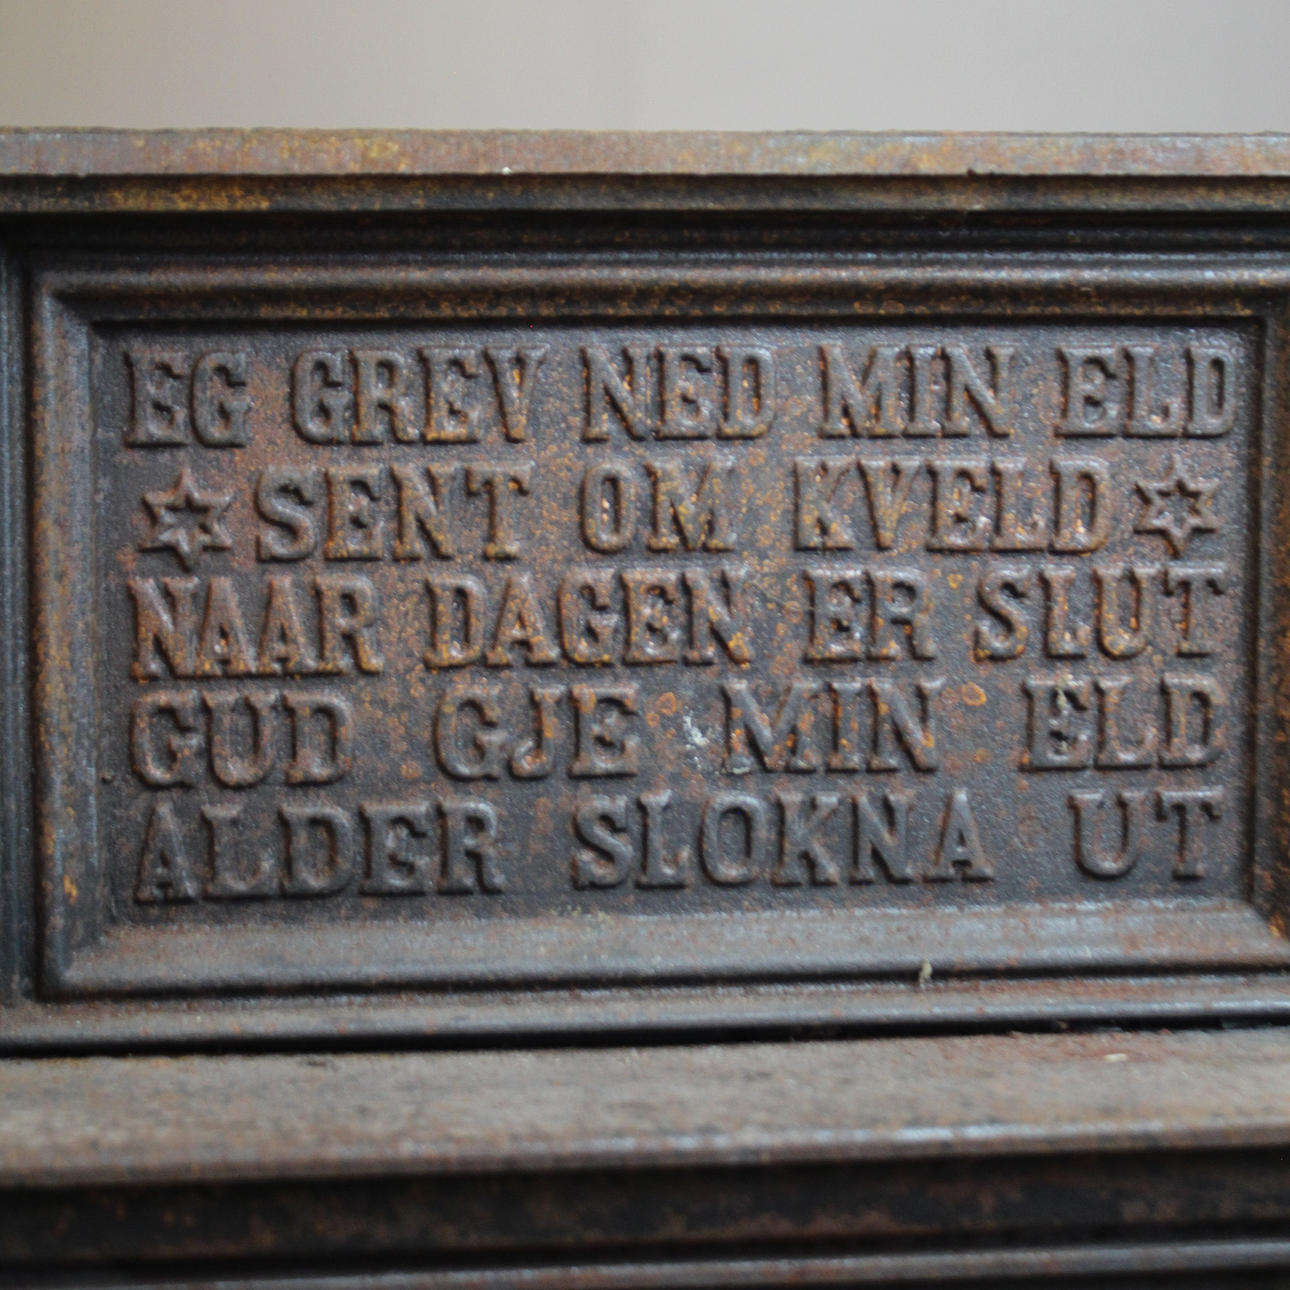 EG GREV NED MIN ELD
SENT OM KVELD
NAAR DAGEN ER SLUT
GUD GJE MIN ELD
ALDER SLOKNA UT